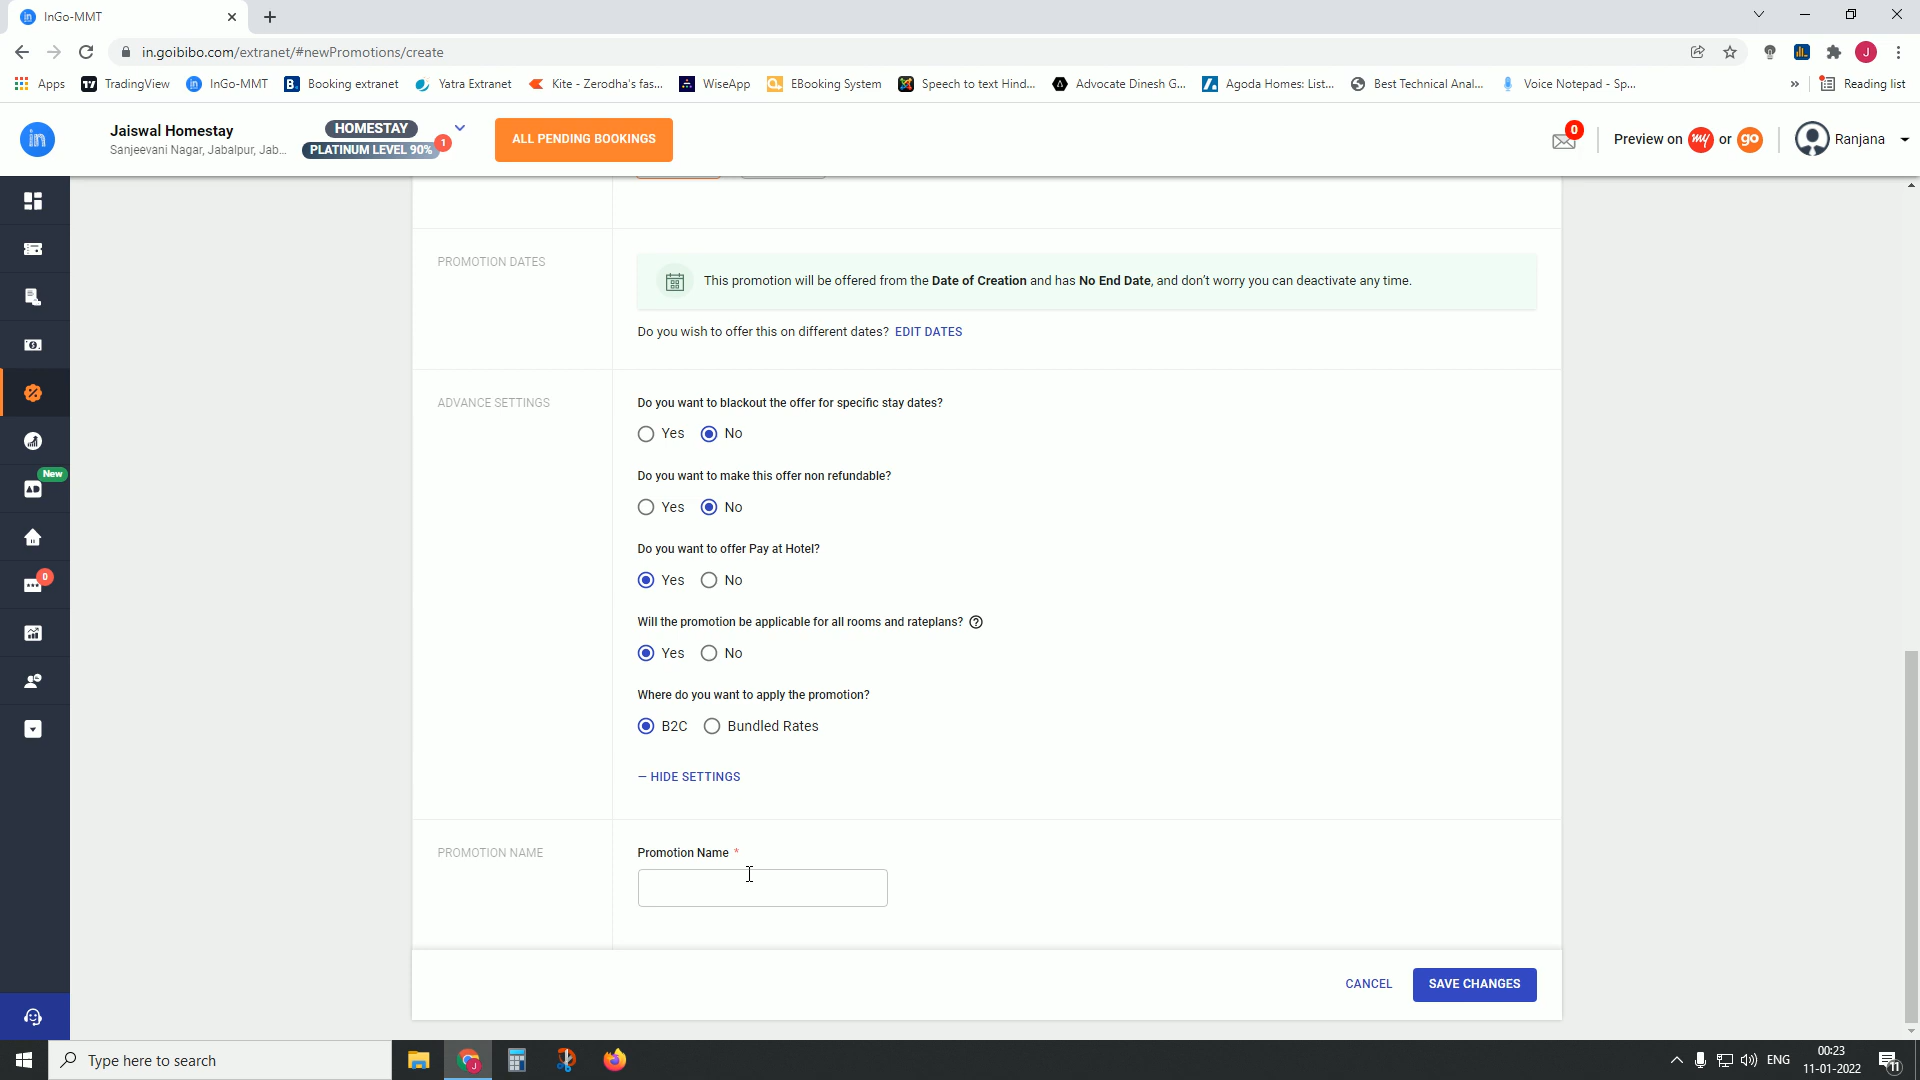 InGo-MMT
in.goibibo.com/extranet/#newPromotions/create
Apps TradingView InGo-MMT Booking extranet Yatra Extranet Kite - Zerodha's fas... WiseApp EBooking System Speech to text Hind... Advocate Dinesh G... Agoda Homes: List... Best Technical Anal... Voice Notepad - Sp... » Reading list
in
Jaiswal Homestay
Sanjeevani Nagar, Jabalpur, Jab...
HOMESTAY
PLATINUM LEVEL 90%
1
ALL PENDING BOOKINGS
0
Preview on my or go
Ranjana
PROMOTION DATES
This promotion will be offered from the Date of Creation and has No End Date, and don't worry you can deactivate any time.
Do you wish to offer this on different dates? EDIT DATES
ADVANCE SETTINGS
Do you want to blackout the offer for specific stay dates?
Yes No
Do you want to make this offer non refundable?
Yes No
Do you want to offer Pay at Hotel?
Yes No
Will the promotion be applicable for all rooms and rateplans? ?
Yes No
Where do you want to apply the promotion?
B2C Bundled Rates
— HIDE SETTINGS
PROMOTION NAME
Promotion Name *
CANCEL SAVE CHANGES
New
AD
0
Type here to search
ENG
00:23
11-01-2022
11